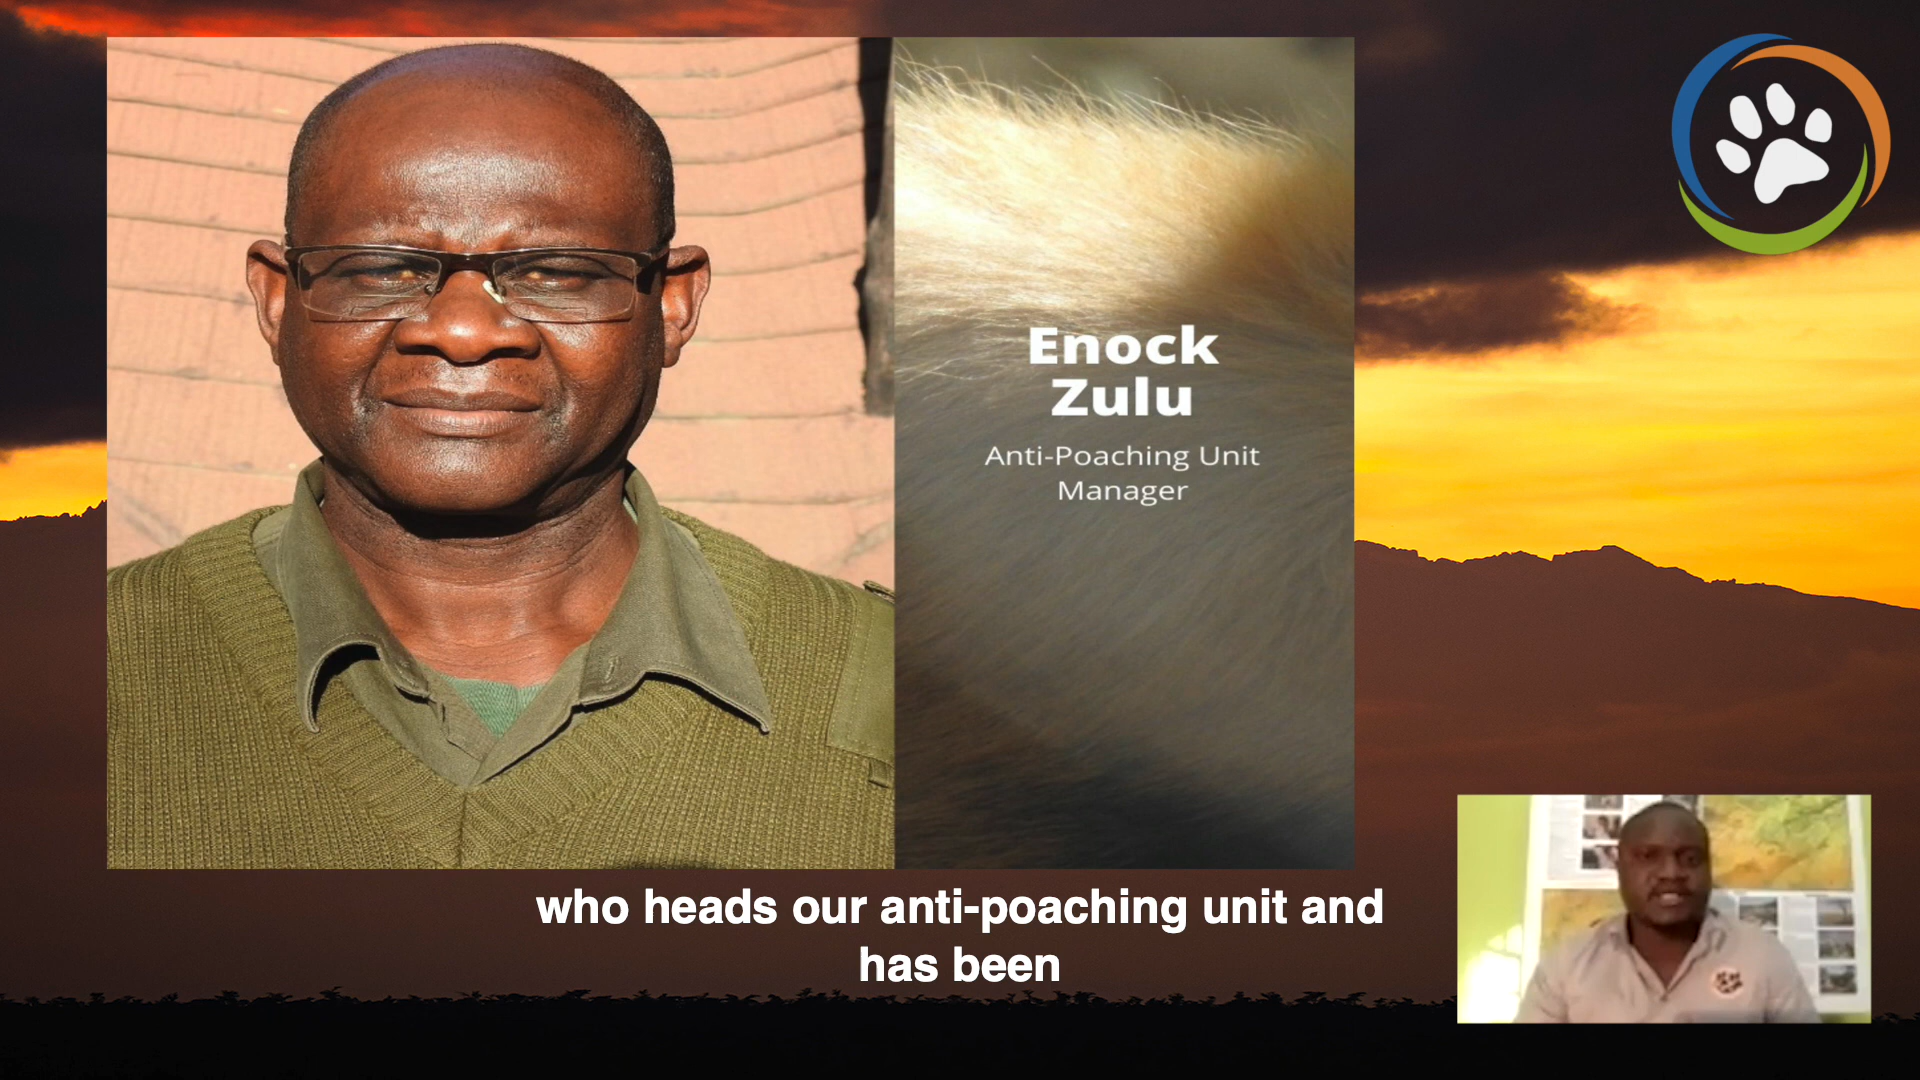 Enock
Zulu
Anti-Poaching Unit
Manager
who heads our anti-poaching unit and
has been